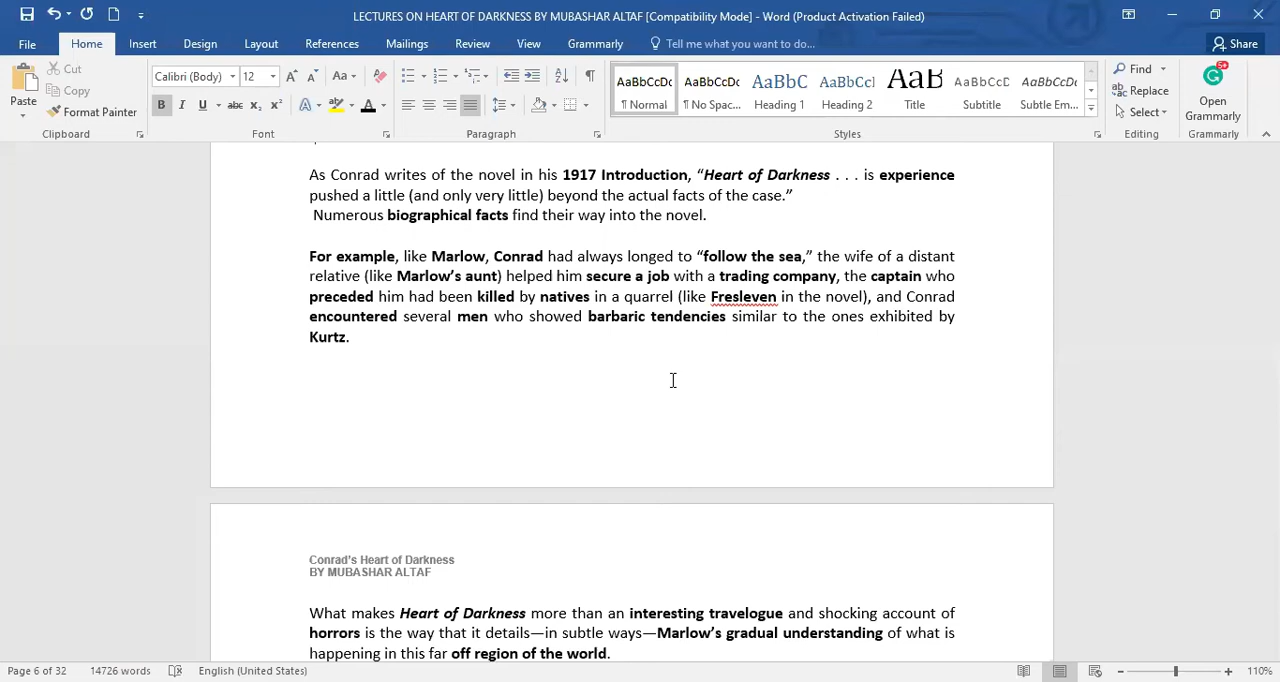 LECTURES ON HEART OF DARKNESS BY MUBASHAR ALTAF [Compatibility Mode] - Word (Product Activation Failed)
File Home Insert Design Layout References Mailings Review View Grammarly Tell me what you want to do... Share
Paste
Cut
Copy
Format Painter
Clipboard
Calibri (Body) 12
Font
Paragraph
AaBbCcDc AaBbCcDc AaBbC AaBbCcI AaB AaBbCcD AaBbCcDc
¶ Normal ¶ No Spac... Heading 1 Heading 2 Title Subtitle Subtle Em...
Styles
Find
Replace
Select
Editing
Open
Grammarly
Grammarly
As Conrad writes of the novel in his 1917 Introduction, “Heart of Darkness . . . is experience
pushed a little (and only very little) beyond the actual facts of the case.”
Numerous biographical facts find their way into the novel.
For example, like Marlow, Conrad had always longed to “follow the sea,” the wife of a distant
relative (like Marlow’s aunt) helped him secure a job with a trading company, the captain who
preceded him had been killed by natives in a quarrel (like Fresleven in the novel), and Conrad
encountered several men who showed barbaric tendencies similar to the ones exhibited by
Kurtz.
Conrad’s Heart of Darkness
BY MUBASHAR ALTAF
What makes Heart of Darkness more than an interesting travelogue and shocking account of
horrors is the way that it details—in subtle ways—Marlow’s gradual understanding of what is
happening in this far off region of the world.
Page 6 of 32 14726 words English (United States) 110%